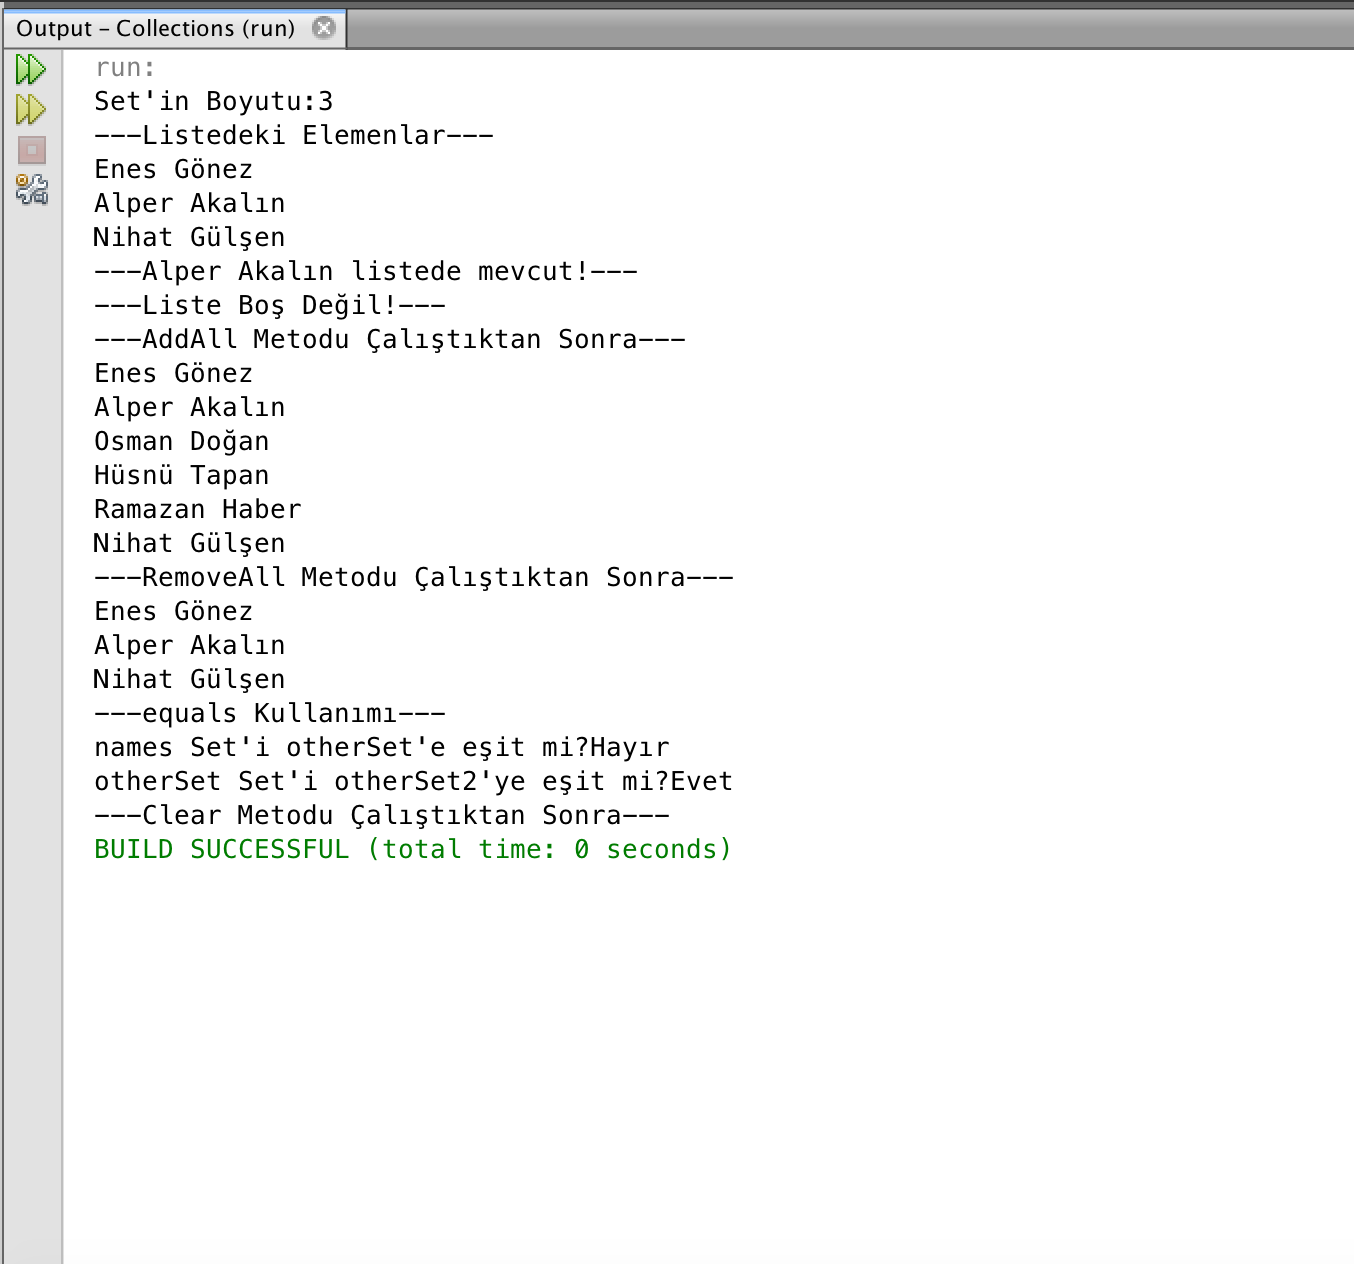 Output – Collections (run)
run:
Set'in Boyutu:3
---Listedeki Elemenlar---
Enes Gönez
Alper Akalın
Nihat Gülşen
---Alper Akalın listede mevcut!---
---Liste Boş Değil!---
---AddAll Metodu Çalıştıktan Sonra---
Enes Gönez
Alper Akalın
Osman Doğan
Hüsnü Tapan
Ramazan Haber
Nihat Gülşen
---RemoveAll Metodu Çalıştıktan Sonra---
Enes Gönez
Alper Akalın
Nihat Gülşen
---equals Kullanımı---
names Set'i otherSet'e eşit mi?Hayır
otherSet Set'i otherSet2'ye eşit mi?Evet
---Clear Metodu Çalıştıktan Sonra---
BUILD SUCCESSFUL (total time: 0 seconds)